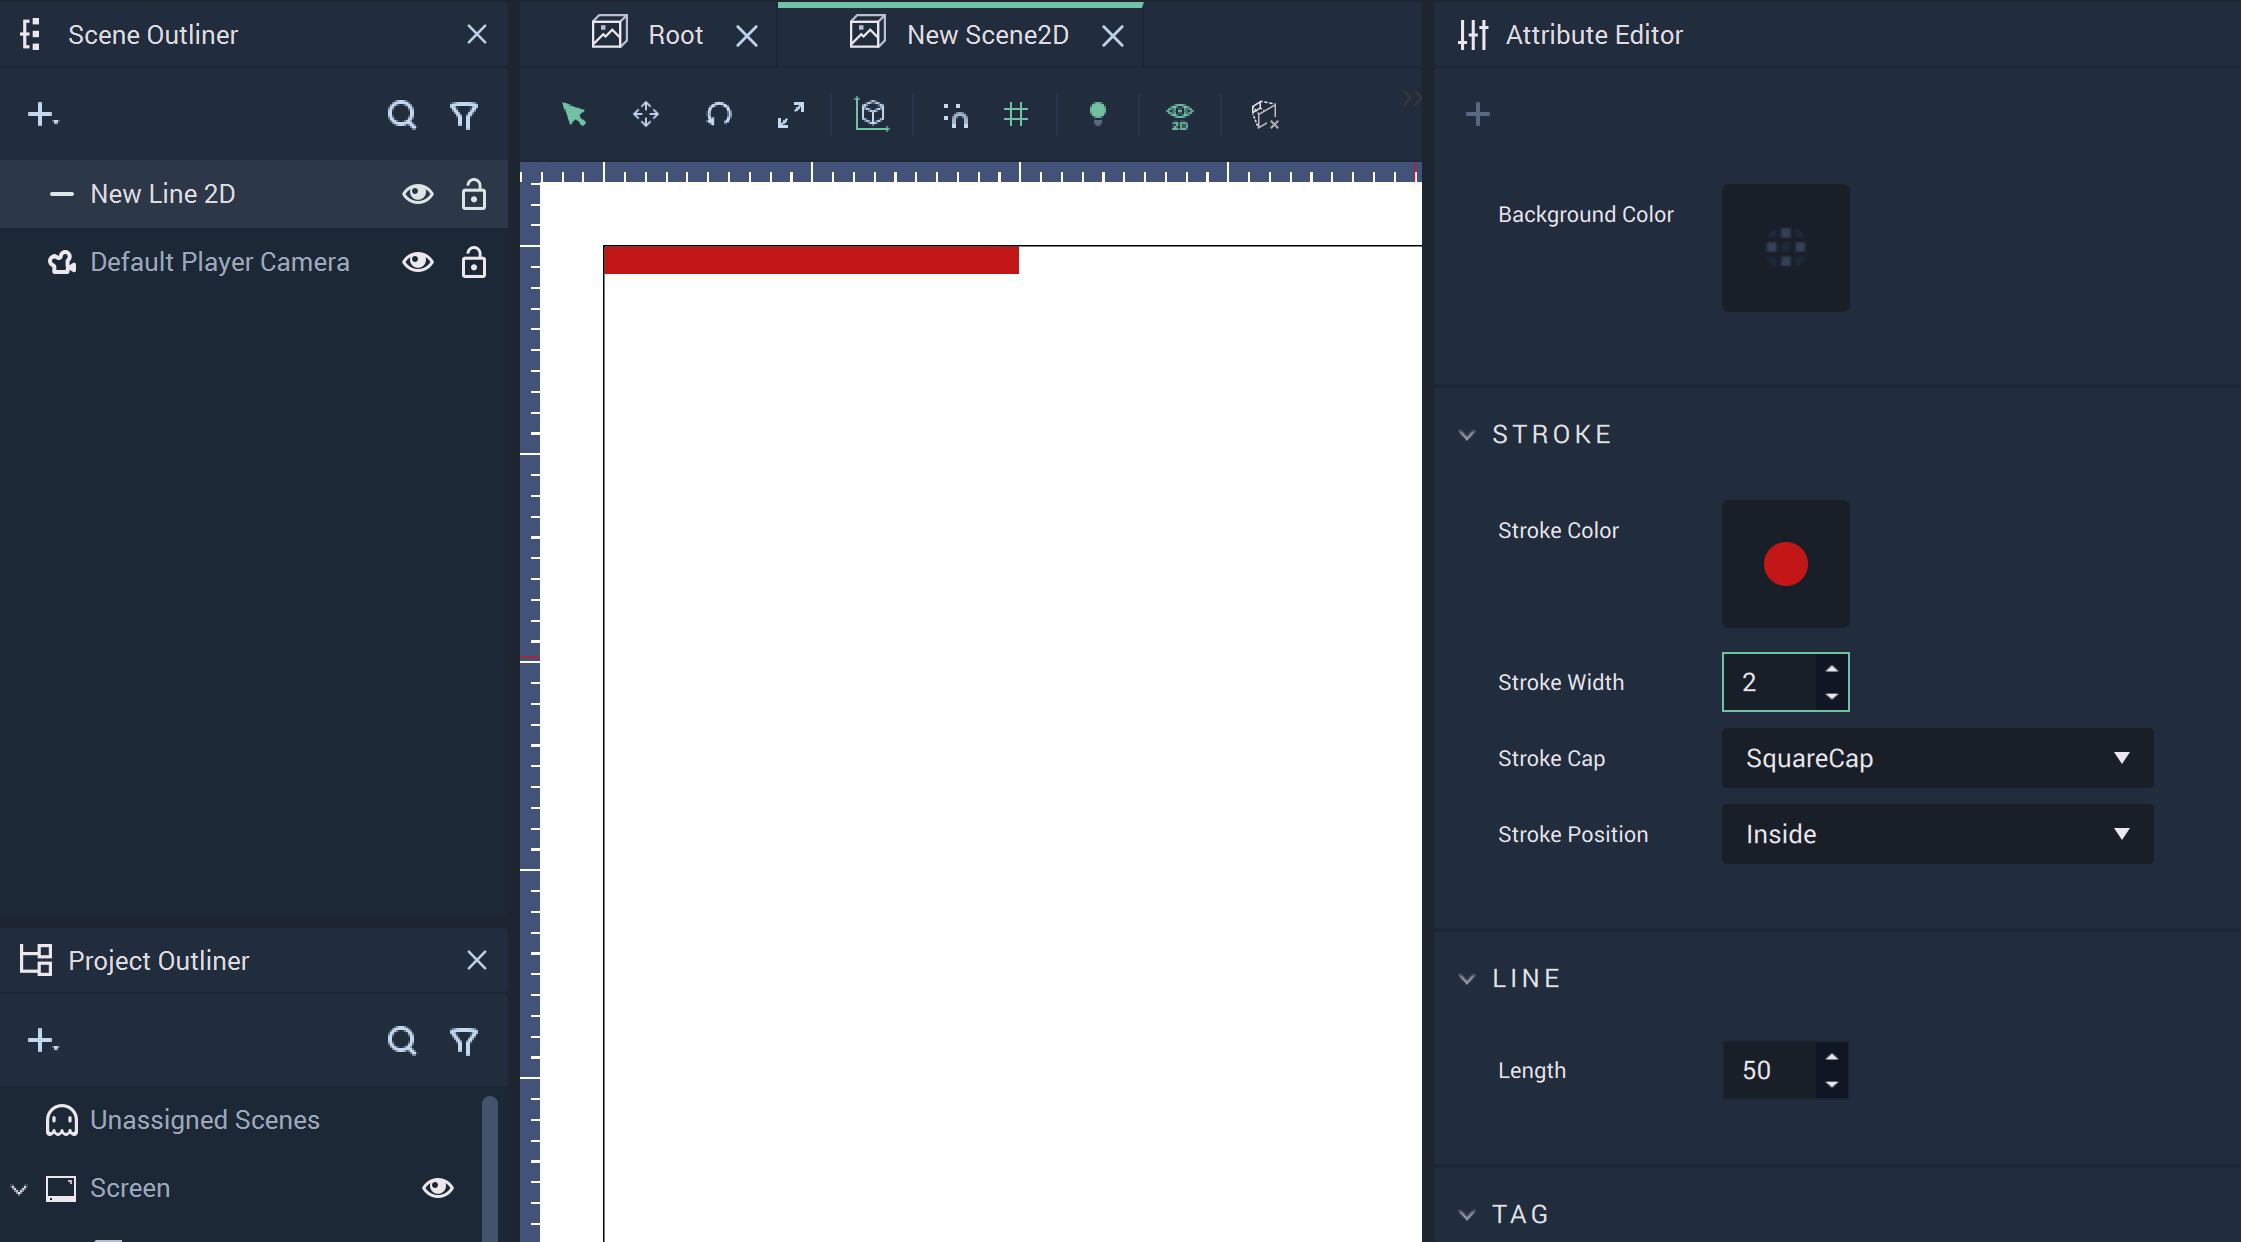 Scene Outliner
Root
New Scene2D
Attribute Editor
2D
New Line 2D
Default Player Camera
Background Color
STROKE
Stroke Color
Stroke Width
2
Stroke Cap
SquareCap
Stroke Position
Inside
LINE
Length
50
TAG
Project Outliner
Unassigned Scenes
Screen